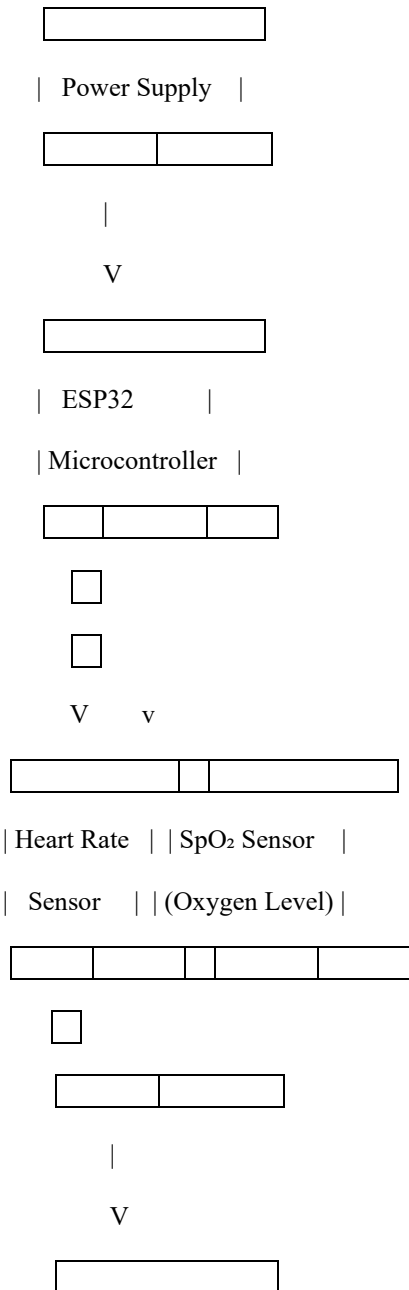 | Power Supply |
|
V
| ESP32 |
| Microcontroller |
V v
| Heart Rate | | SpO₂ Sensor |
| Sensor | | (Oxygen Level) |
|
V